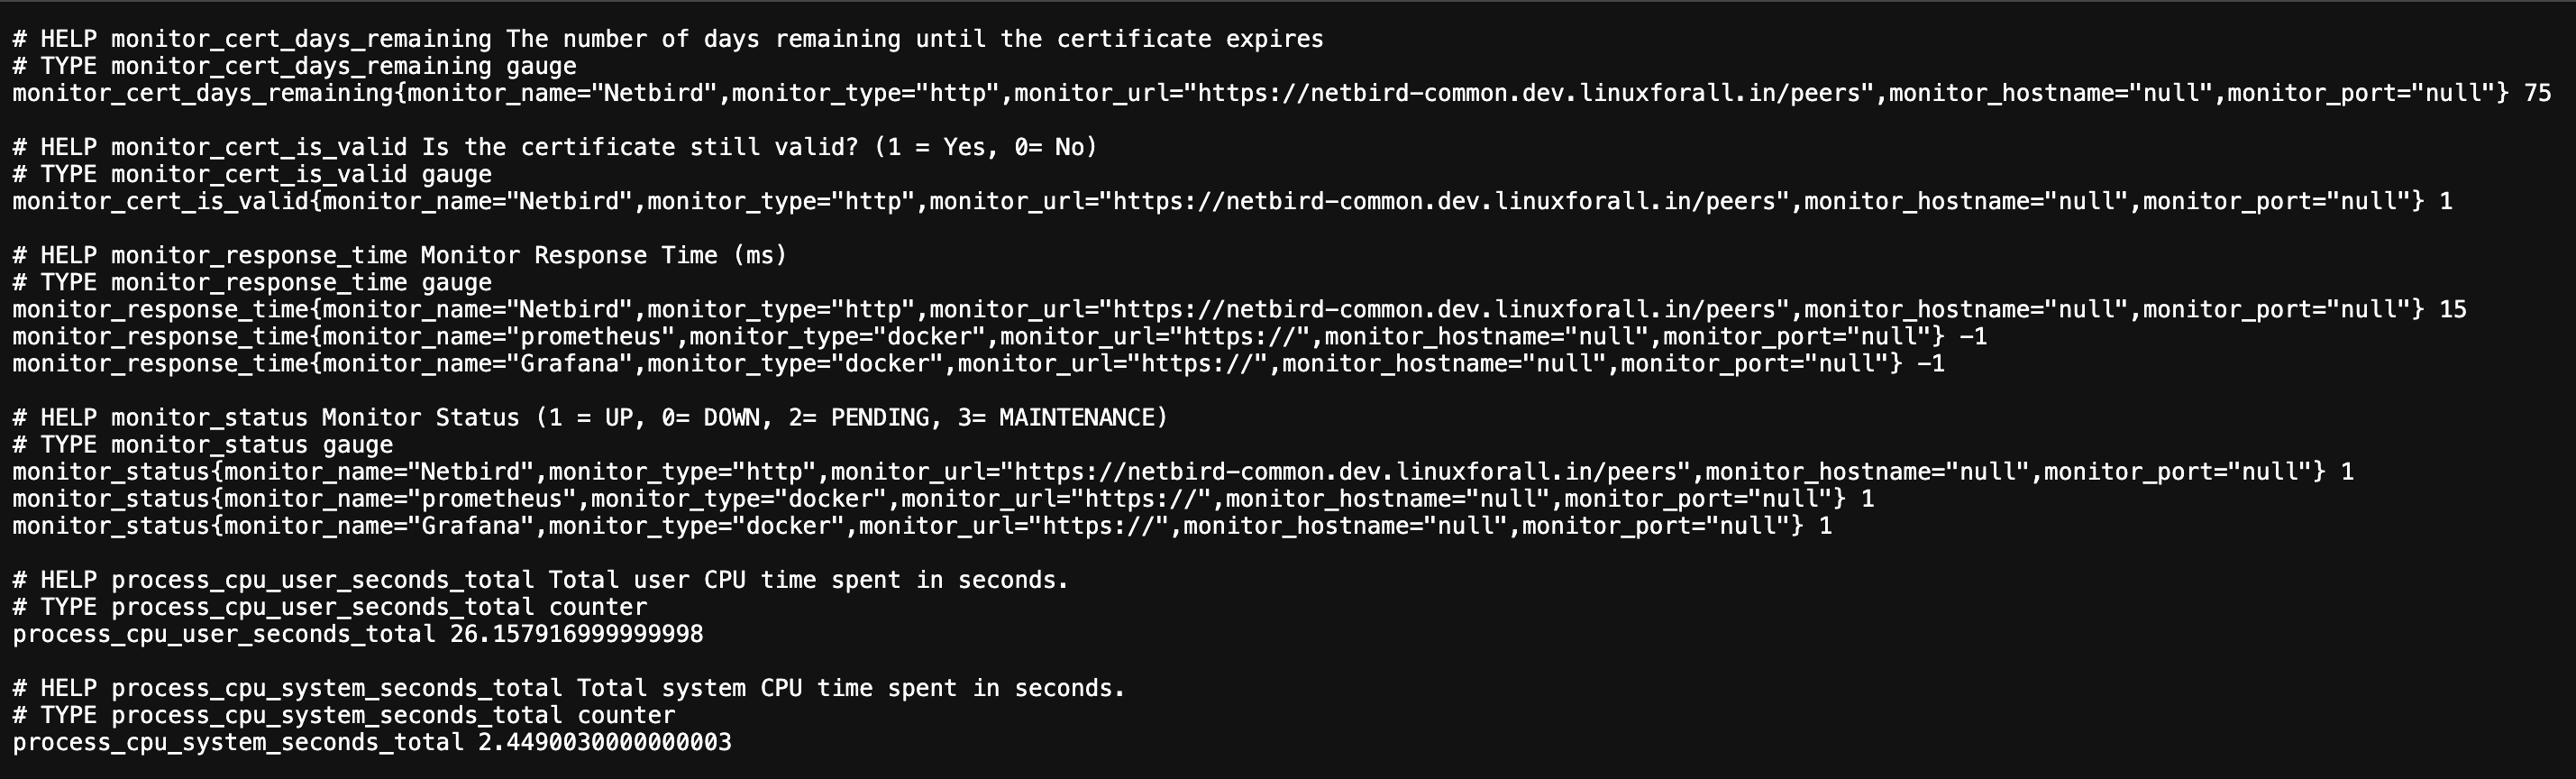 # HELP monitor_cert_days_remaining The number of days remaining until the certificate expires
# TYPE monitor_cert_days_remaining gauge
monitor_cert_days_remaining{monitor_name="Netbird",monitor_type="http",monitor_url="https://netbird-common.dev.linuxforall.in/peers",monitor_hostname="null",monitor_port="null"} 75
# HELP monitor_cert_is_valid Is the certificate still valid? (1 = Yes, 0= No)
# TYPE monitor_cert_is_valid gauge
monitor_cert_is_valid{monitor_name="Netbird",monitor_type="http",monitor_url="https://netbird-common.dev.linuxforall.in/peers",monitor_hostname="null",monitor_port="null"} 1
# HELP monitor_response_time Monitor Response Time (ms)
# TYPE monitor_response_time gauge
monitor_response_time{monitor_name="Netbird",monitor_type="http",monitor_url="https://netbird-common.dev.linuxforall.in/peers",monitor_hostname="null",monitor_port="null"} 15
monitor_response_time{monitor_name="prometheus",monitor_type="docker",monitor_url="https://",monitor_hostname="null",monitor_port="null"} -1
monitor_response_time{monitor_name="Grafana",monitor_type="docker",monitor_url="https://",monitor_hostname="null",monitor_port="null"} -1
# HELP monitor_status Monitor Status (1 = UP, 0= DOWN, 2= PENDING, 3= MAINTENANCE)
# TYPE monitor_status gauge
monitor_status{monitor_name="Netbird",monitor_type="http",monitor_url="https://netbird-common.dev.linuxforall.in/peers",monitor_hostname="null",monitor_port="null"} 1
monitor_status{monitor_name="prometheus",monitor_type="docker",monitor_url="https://",monitor_hostname="null",monitor_port="null"} 1
monitor_status{monitor_name="Grafana",monitor_type="docker",monitor_url="https://",monitor_hostname="null",monitor_port="null"} 1
# HELP process_cpu_user_seconds_total Total user CPU time spent in seconds.
# TYPE process_cpu_user_seconds_total counter
process_cpu_user_seconds_total 26.157916999999998
# HELP process_cpu_system_seconds_total Total system CPU time spent in seconds.
# TYPE process_cpu_system_seconds_total counter
process_cpu_system_seconds_total 2.4490030000000003